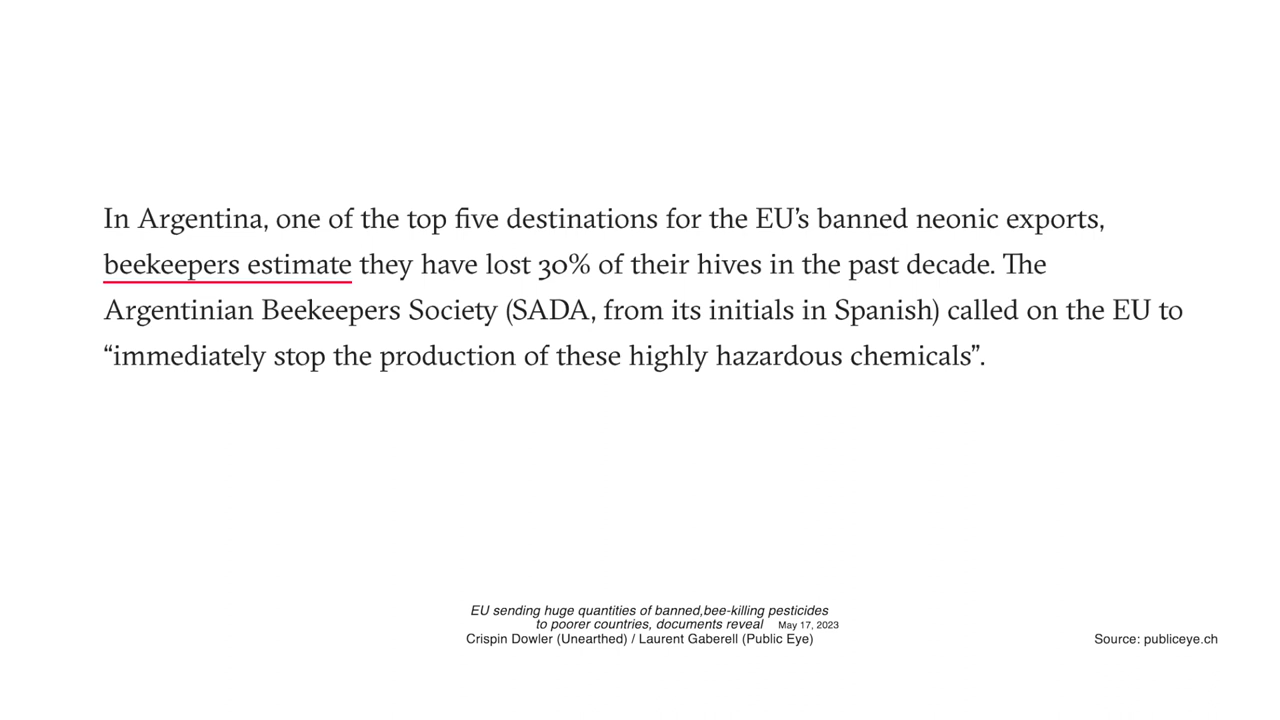 In Argentina, one of the top five destinations for the EU’s banned neonic exports,
beekeepers estimate they have lost 30% of their hives in the past decade. The
Argentinian Beekeepers Society (SADA, from its initials in Spanish) called on the EU to
“immediately stop the production of these highly hazardous chemicals”.
EU sending huge quantities of banned,bee-killing pesticides
to poorer countries, documents reveal May 17, 2023
Crispin Dowler (Unearthed) / Laurent Gaberell (Public Eye)
Source: publiceye.ch